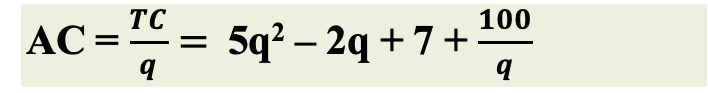 AC = TC/q = 5q² – 2q + 7 + 100/q